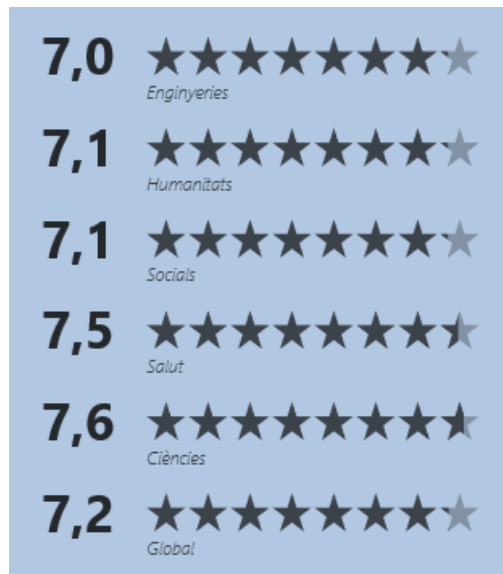 7,0
Enginyeries
7,1
Humanitats
7,1
Socials
7,5
Salut
7,6
Ciències
7,2
Global